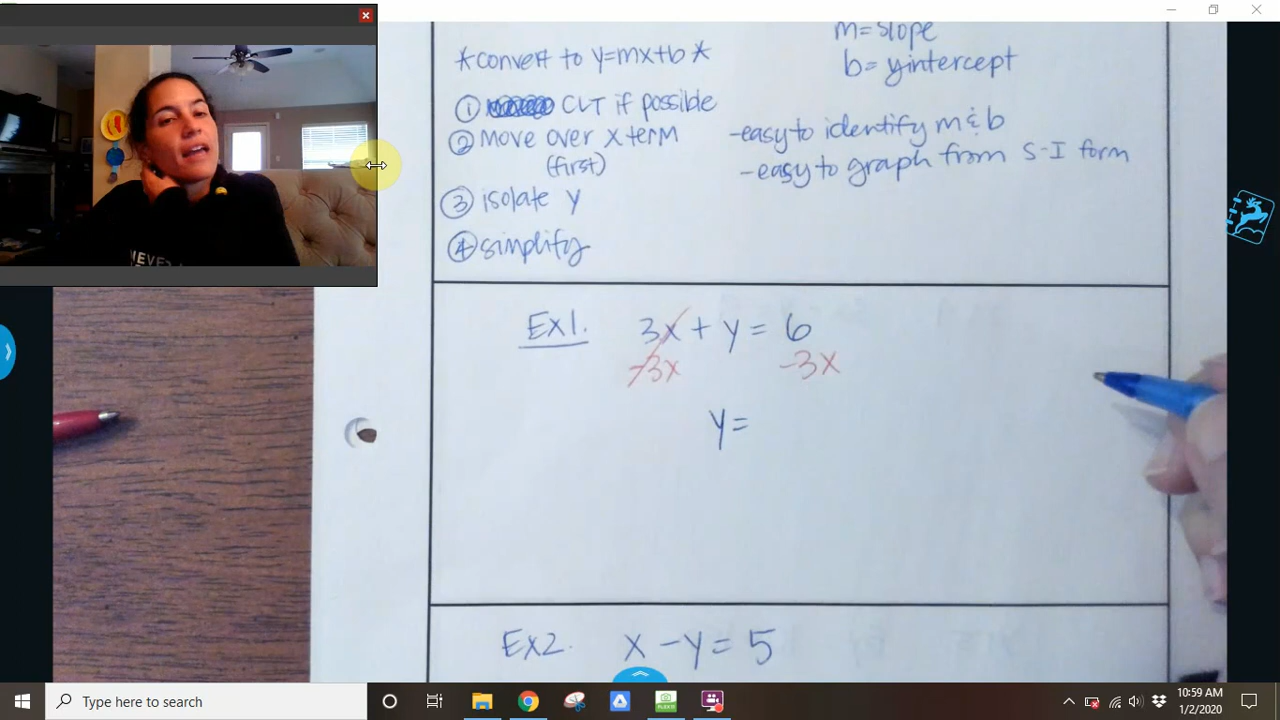 m=slope
*convert to y=mx+b*
b= yintercept
① CLT if possible
② Move over x term
(first)
-easy to identify m & b
-easy to graph from S-I form
③ isolate y
④ simplify
NEVE
Ex1. 3x + y = 6
-3x -3x
y=
Ex2. x - y = 5
Type here to search
10:59 AM
1/2/2020